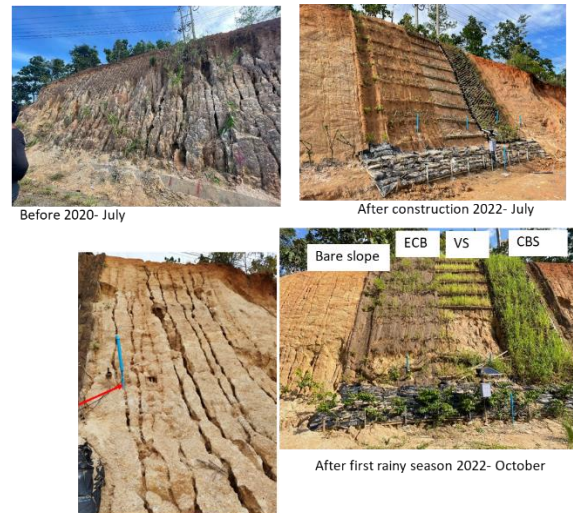 Before 2020- July
After construction 2022- July
Bare slope
ECB
VS
CBS
After first rainy season 2022- October